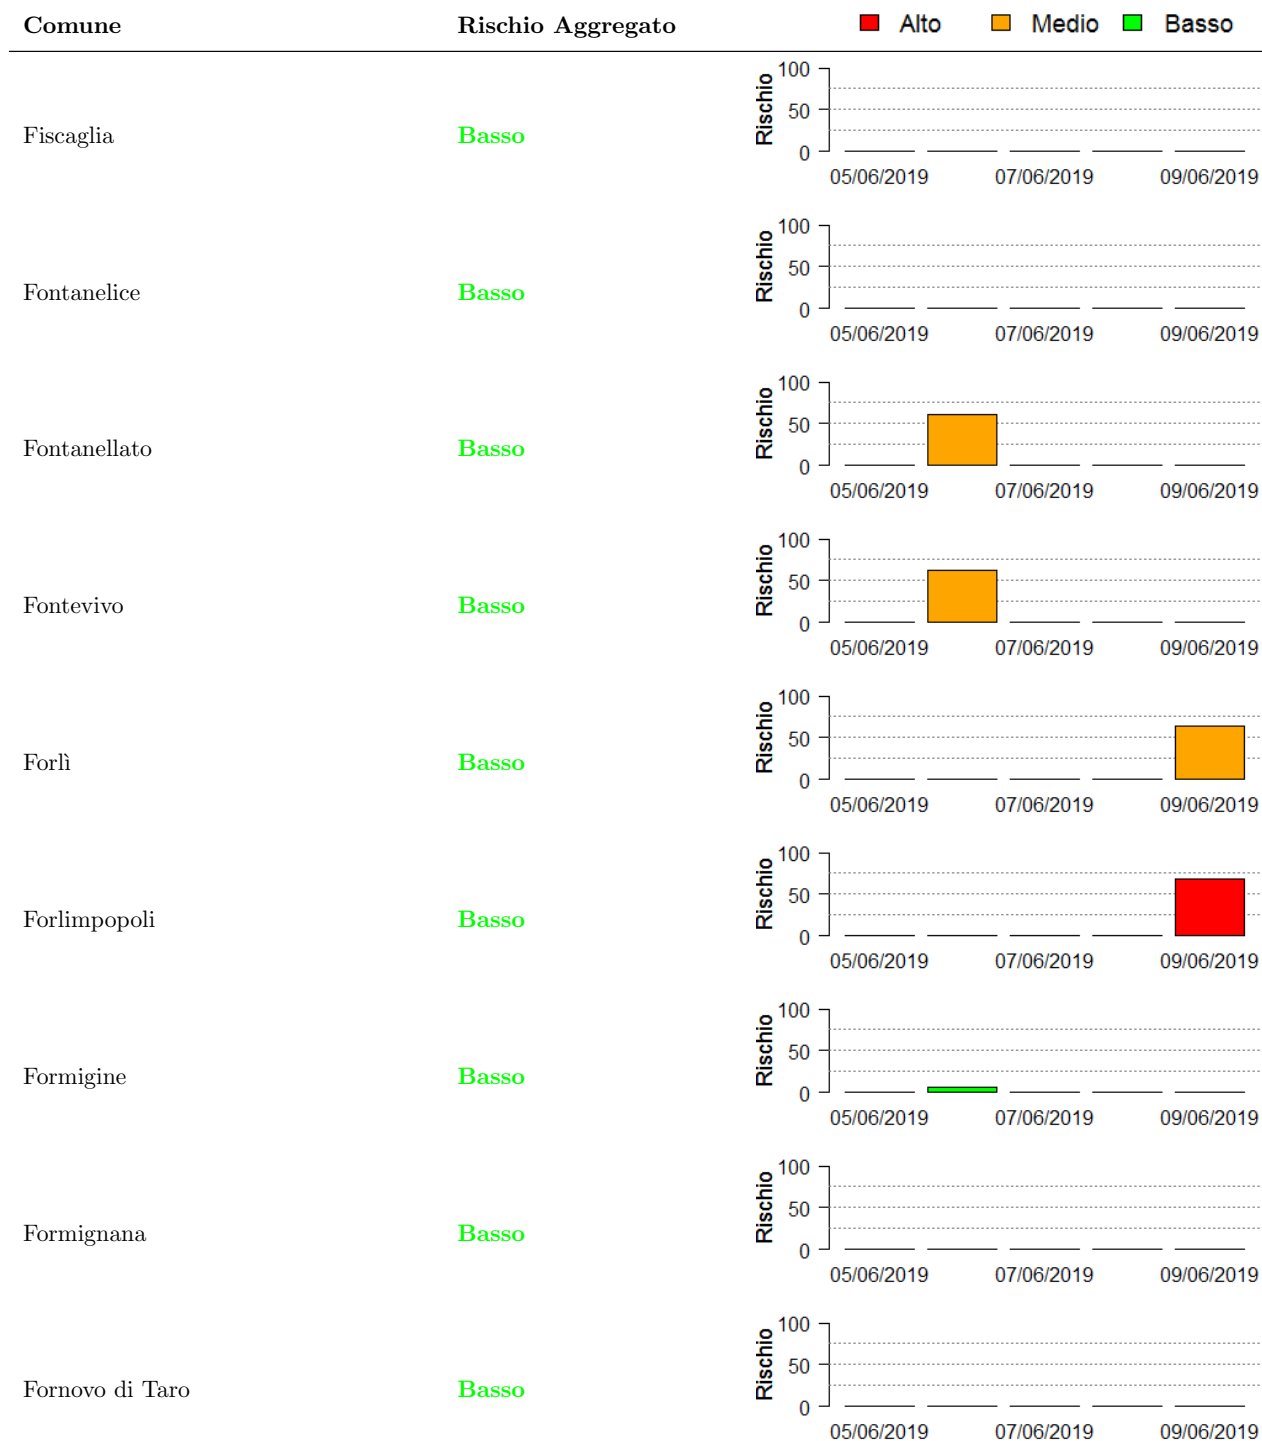 Comune Rischio Aggregato Alto Medio Basso
Fiscaglia Basso Rischio 100 50 0
05/06/2019 07/06/2019 09/06/2019
Fontanelice Basso Rischio 100 50 0
05/06/2019 07/06/2019 09/06/2019
Fontanellato Basso Rischio 100 50 0
05/06/2019 07/06/2019 09/06/2019
Fontevivo Basso Rischio 100 50 0
05/06/2019 07/06/2019 09/06/2019
Forlì Basso Rischio 100 50 0
05/06/2019 07/06/2019 09/06/2019
Forlimpopoli Basso Rischio 100 50 0
05/06/2019 07/06/2019 09/06/2019
Formigine Basso Rischio 100 50 0
05/06/2019 07/06/2019 09/06/2019
Formignana Basso Rischio 100 50 0
05/06/2019 07/06/2019 09/06/2019
Fornovo di Taro Basso Rischio 100 50 0
05/06/2019 07/06/2019 09/06/2019